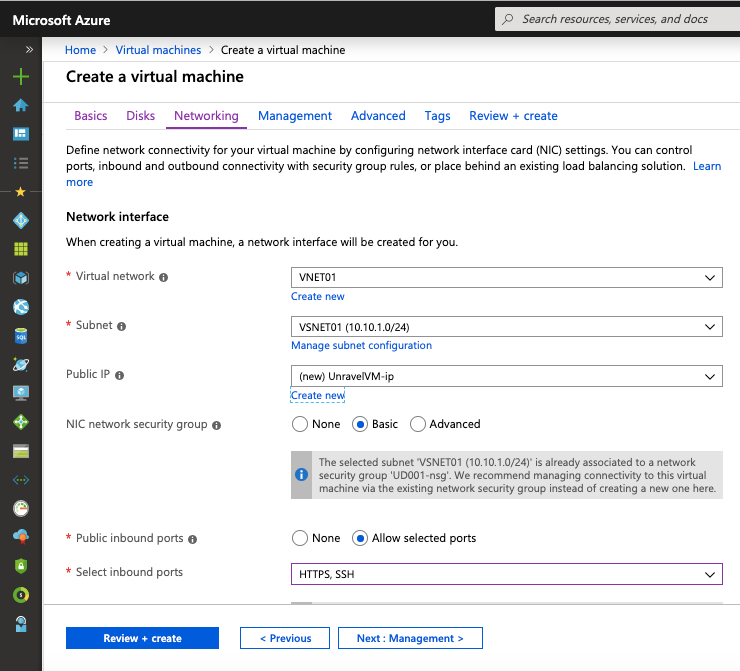 Microsoft Azure
Search resources, services, and docs
Home > Virtual machines > Create a virtual machine
Create a virtual machine
Basics Disks Networking Management Advanced Tags Review + create
Define network connectivity for your virtual machine by configuring network interface card (NIC) settings. You can control
ports, inbound and outbound connectivity with security group rules, or place behind an existing load balancing solution. Learn
more
Network interface
When creating a virtual machine, a network interface will be created for you.
* Virtual network
VNET01
Create new
* Subnet
VSNET01 (10.10.1.0/24)
Manage subnet configuration
Public IP
(new) UnravelVM-ip
Create new
NIC network security group
None Basic Advanced
The selected subnet 'VSNET01 (10.10.1.0/24)' is already associated to a network
security group 'UD001-nsg'. We recommend managing connectivity to this virtual
machine via the existing network security group instead of creating a new one here.
* Public inbound ports
None Allow selected ports
* Select inbound ports
HTTPS, SSH
Review + create
< Previous
Next : Management >